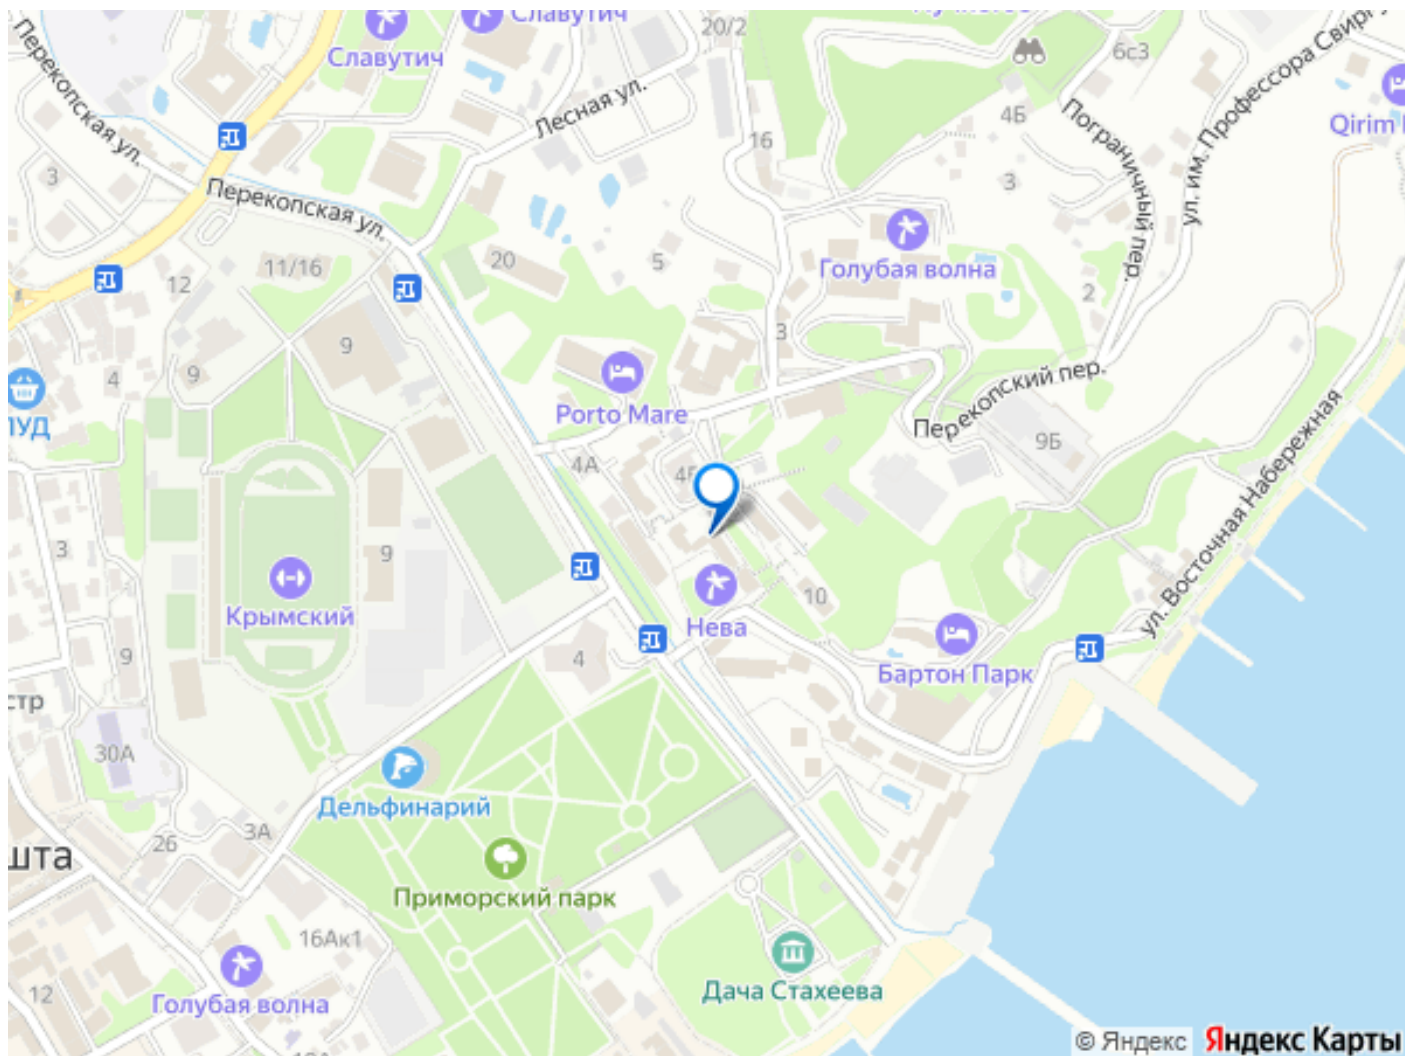 Славутич
Славутич
20/2
6с3
Перекопская ул.
Лесная ул.
16
4Б
Пограничный пер.
ул. им. Профессора
Qirim
3
3
Перекопская ул.
11/16
20
5
Голубая волна
12
2
3
9
9
4
Porto Mare
Перекопский пер.
9Б
ул. Восточная Набережная
4А
3
9
Крымский
Нева
10
9
4
Бартон Парк
30А
Дельфинарий
3А
26
шта
Приморский парк
16Ак1
Дача Стахеева
Голубая волна
12
© Яндекс
Яндекс Карты